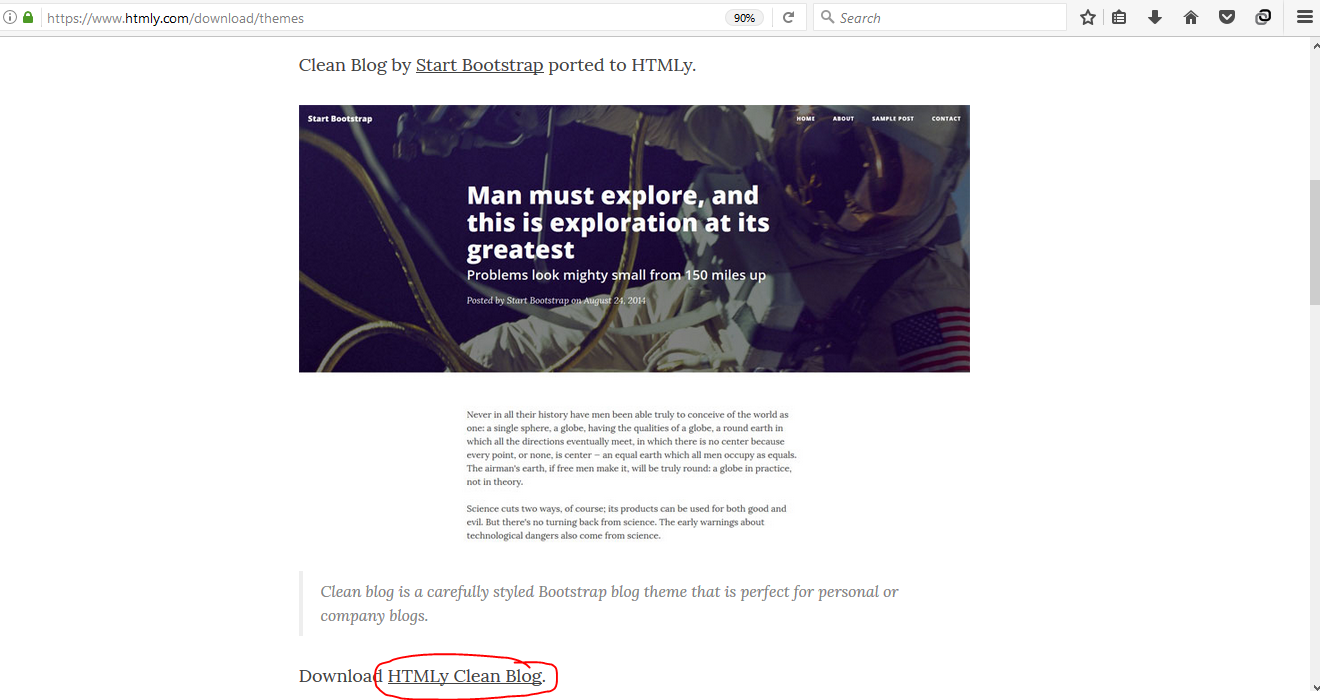 https://www.htmly.com/download/themes
90%
Search
Clean Blog by Start Bootstrap ported to HTMLy.
Start Bootstrap
HOME ABOUT SAMPLE POST CONTACT
Man must explore, and
this is exploration at its
greatest
Problems look mighty small from 150 miles up
Posted by Start Bootstrap on August 24, 2014
Never in all their history have men been able truly to conceive of the world as
one: a single sphere, a globe, having the qualities of a globe, a round earth in
which all the directions eventually meet, in which there is no center because
every point, or none, is center — an equal earth which all men occupy as equals.
The airman's earth, if free men make it, will be truly round: a globe in practice,
not in theory.
Science cuts two ways, of course; its products can be used for both good and
evil. But there's no turning back from science. The early warnings about
technological dangers also come from science.
Clean blog is a carefully styled Bootstrap blog theme that is perfect for personal or
company blogs.
Download HTMLy Clean Blog.